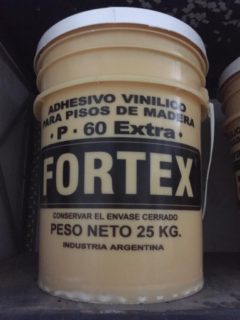 ADHESIVO VINILICO
PARA PISOS DE MADERA
· P · 60 Extra ·
FORTEX
CONSERVAR EL ENVASE CERRADO
PESO NETO 25 KG.
INDUSTRIA ARGENTINA